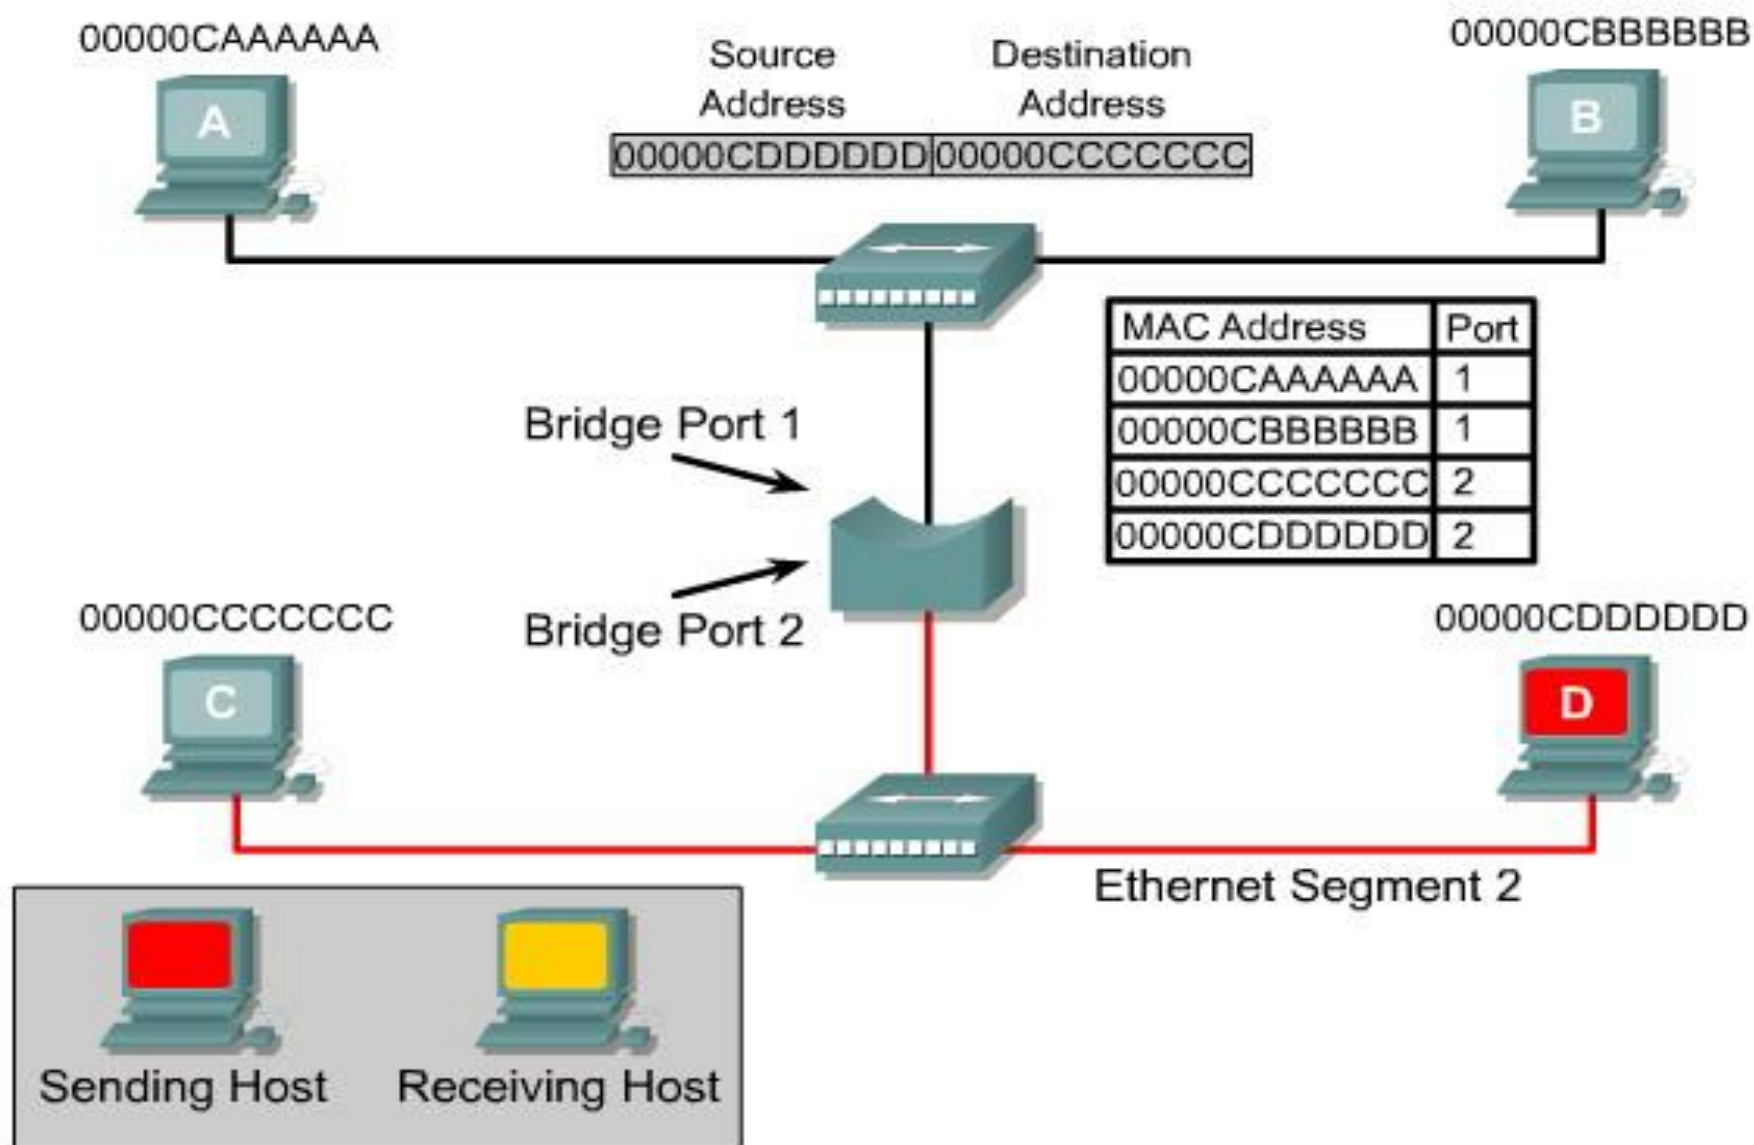 00000CAAAAAA
00000CBBBBBB
Source Address
Destination Address
00000CDDDDDD 00000CCCCCCC
A
B
MAC Address Port
00000CAAAAAA 1
00000CBBBBBB 1
00000CCCCCCC 2
00000CDDDDDD 2
Bridge Port 1
Bridge Port 2
00000CCCCCCC
00000CDDDDDD
C
D
Ethernet Segment 2
Sending Host
Receiving Host